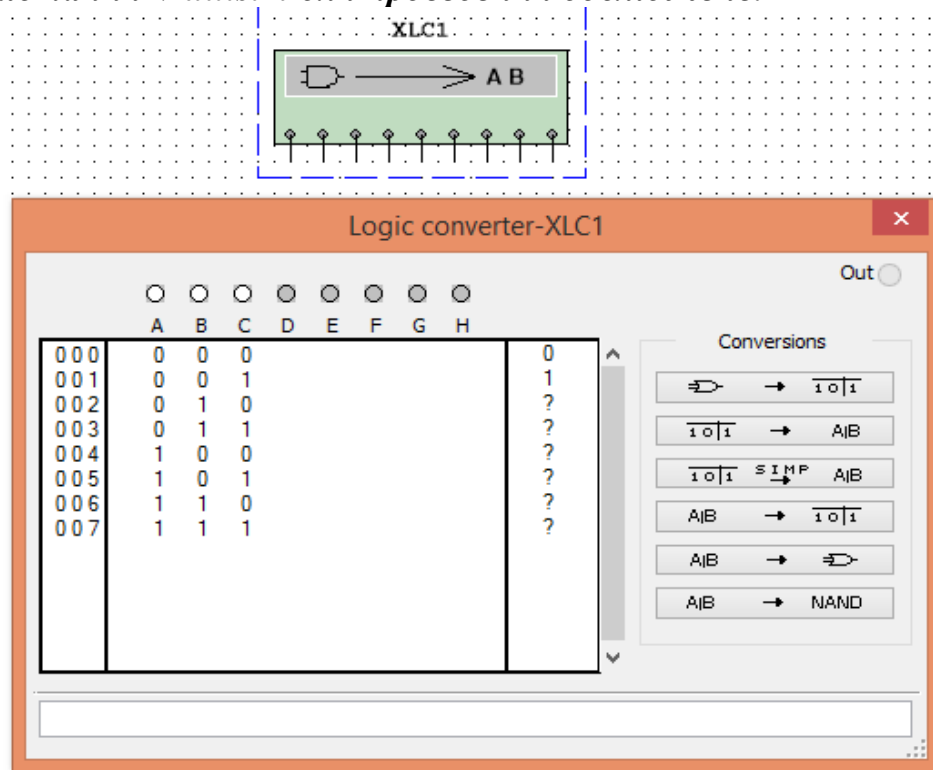 XLC1
A B
Logic converter-XLC1
Out
A B C D E F G H
Conversions
000 0 0 0 0
001 0 0 1 1
002 0 1 0 ?
003 0 1 1 ?
004 1 0 0 ?
005 1 0 1 ?
006 1 1 0 ?
007 1 1 1 ?
→ 1 0|1
1 0|1 → A|B
1 0|1 SIMP → A|B
A|B → 1 0|1
A|B →
A|B → NAND